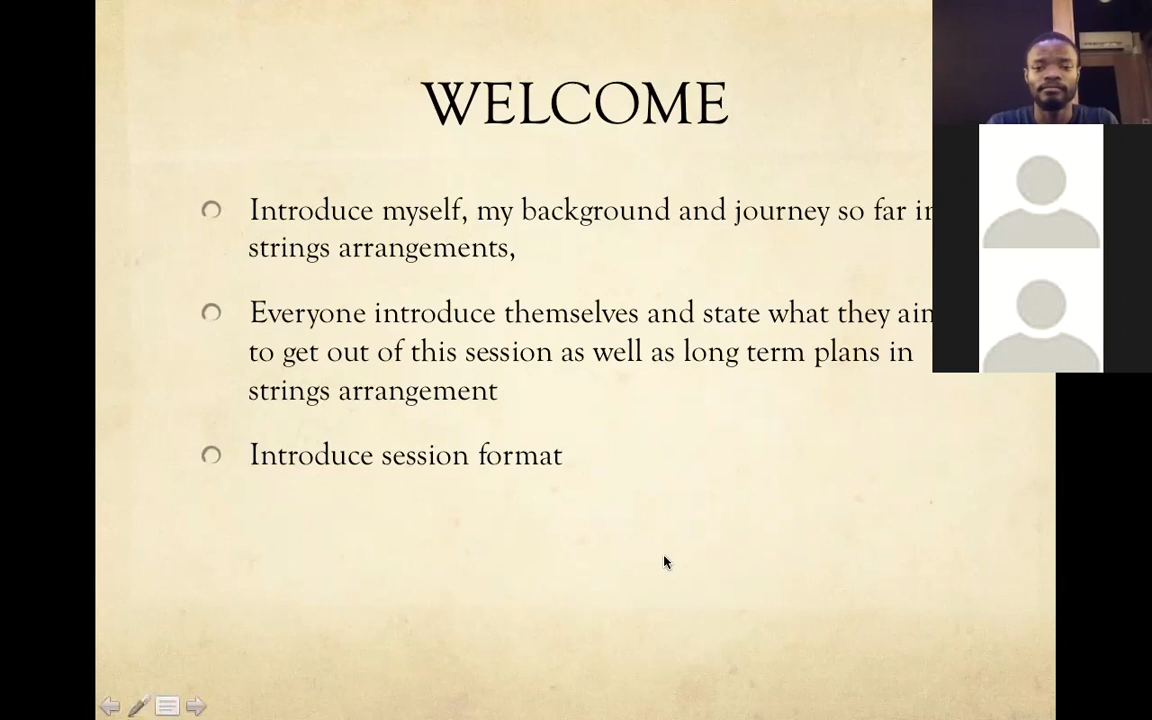 WELCOME
Introduce myself, my background and journey so far in
strings arrangements,
Everyone introduce themselves and state what they aim
to get out of this session as well as long term plans in
strings arrangement
Introduce session format